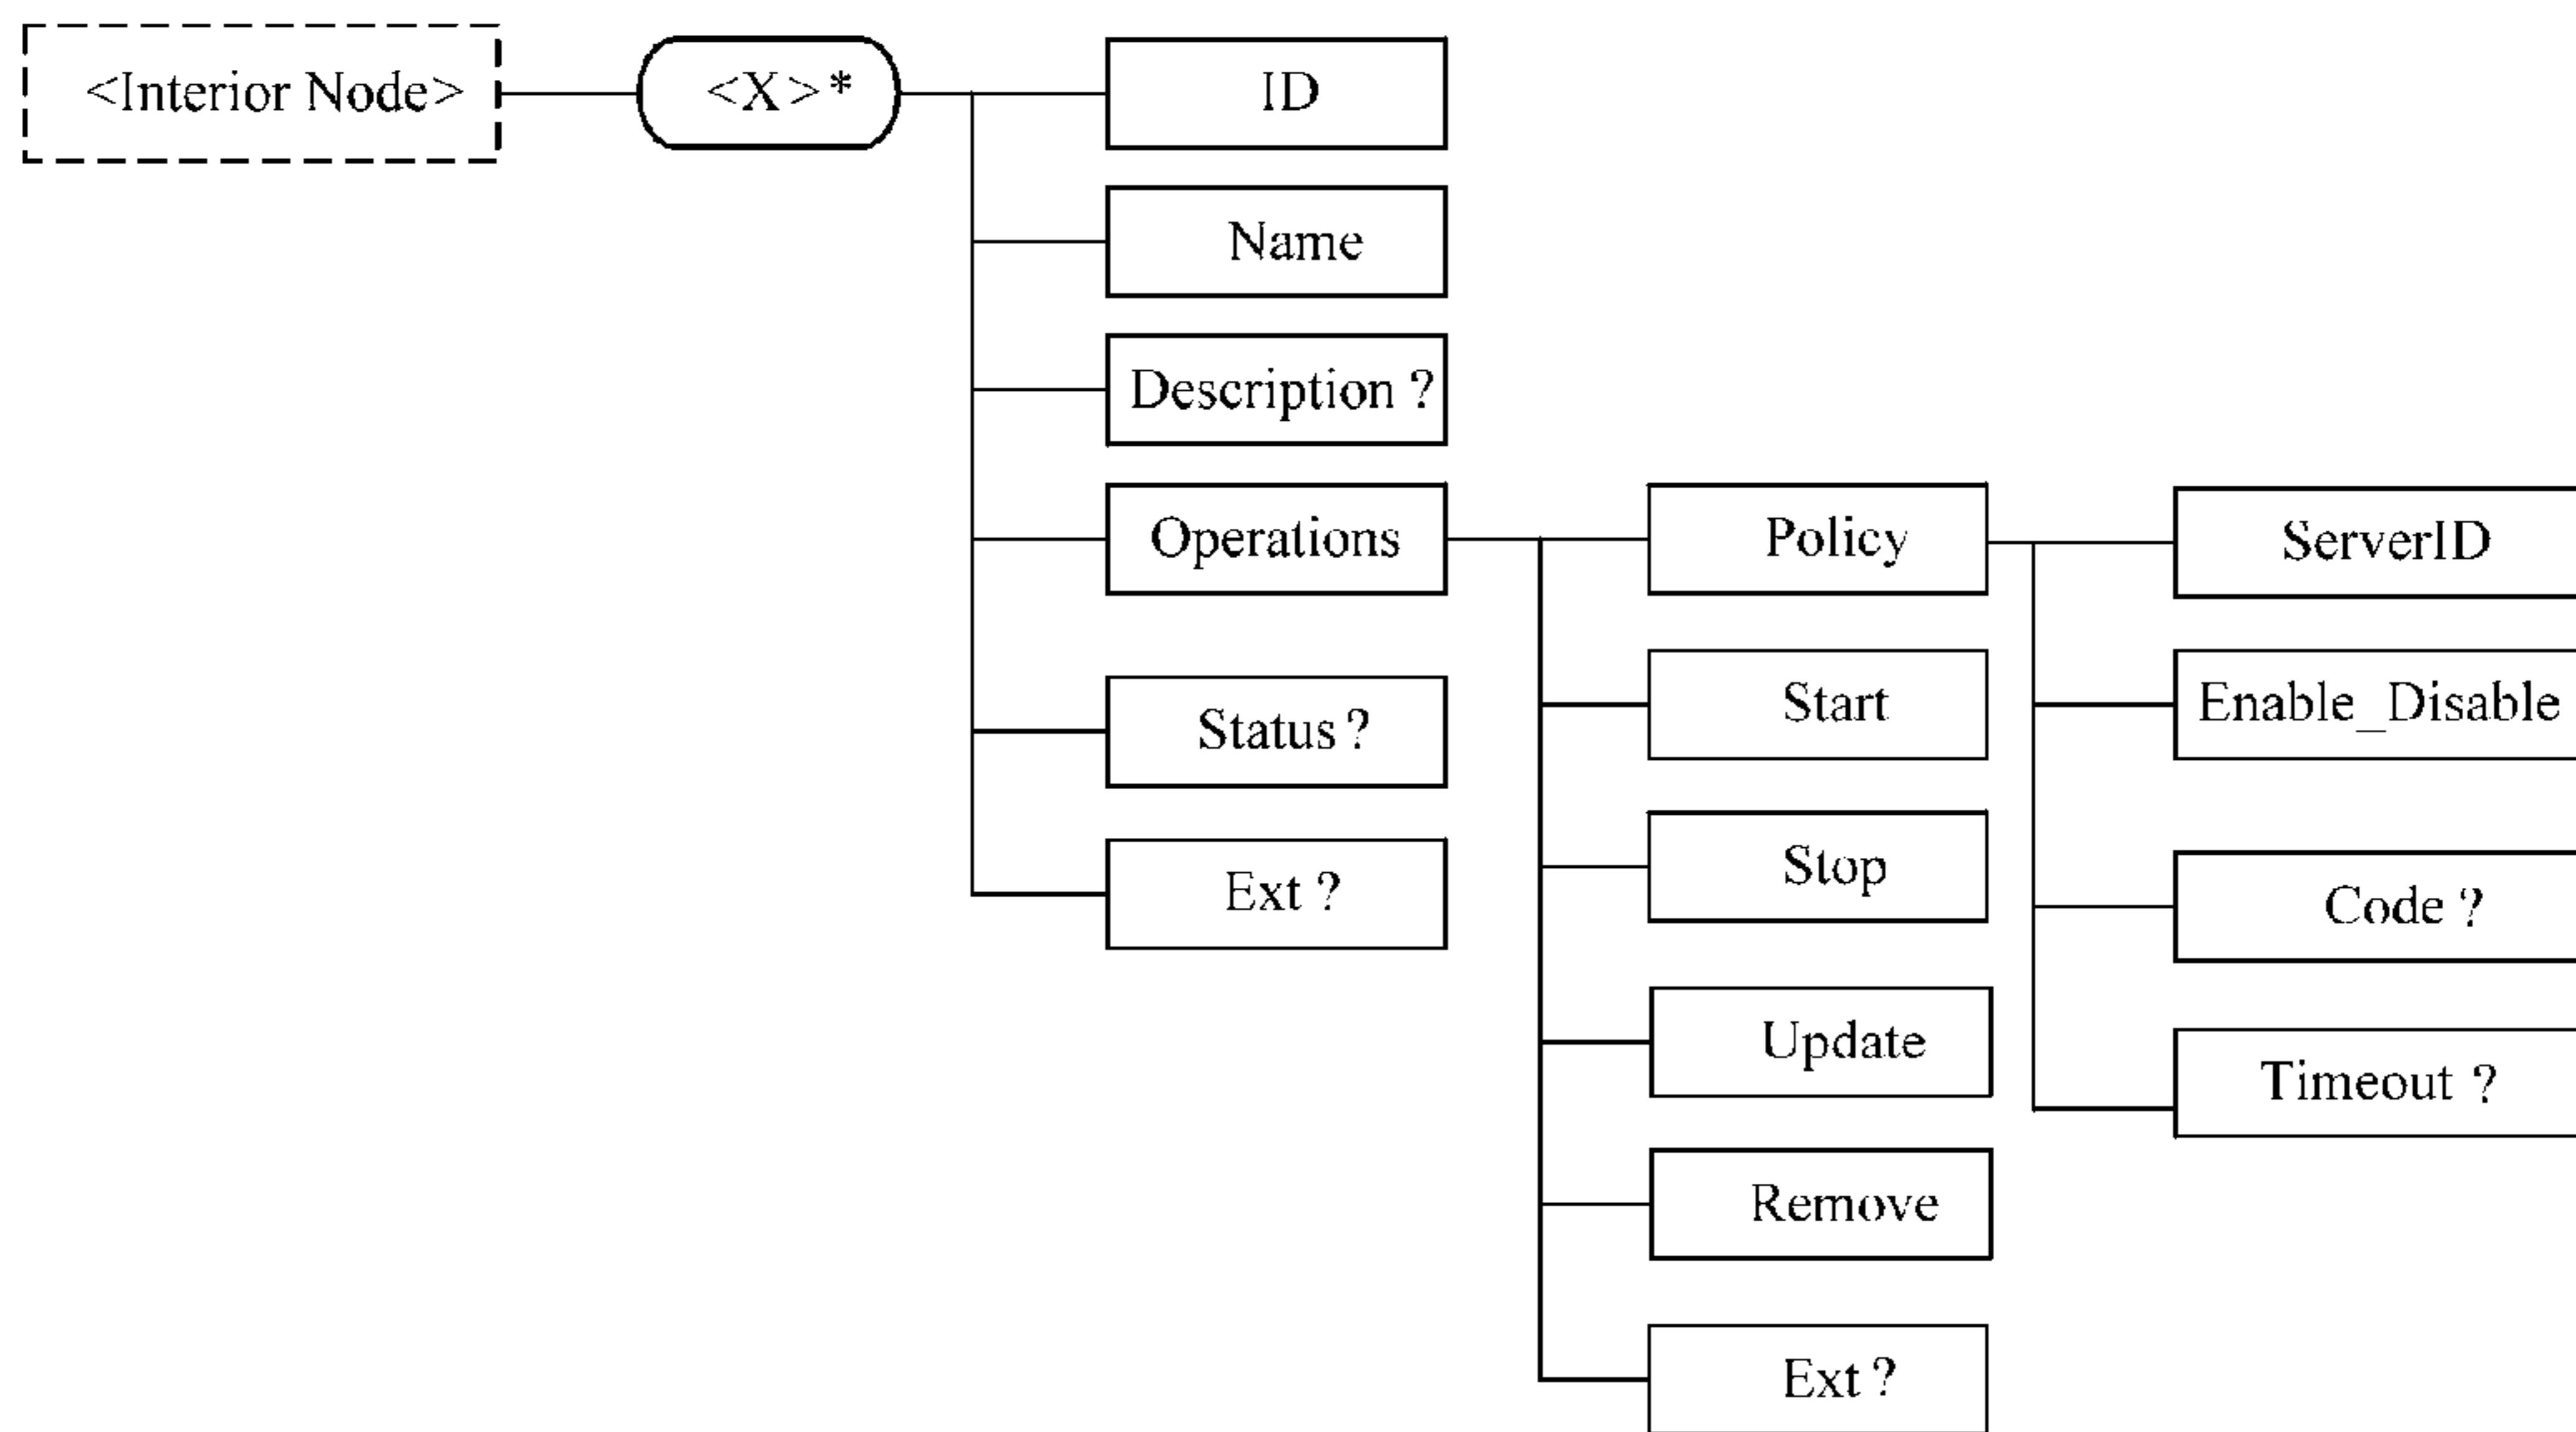 <Interior Node>
<X>*
ID
Name
Description ?
Operations
Policy
ServerID
Start
Enable_Disable
Status ?
Stop
Ext ?
Code ?
Update
Timeout ?
Remove
Ext ?